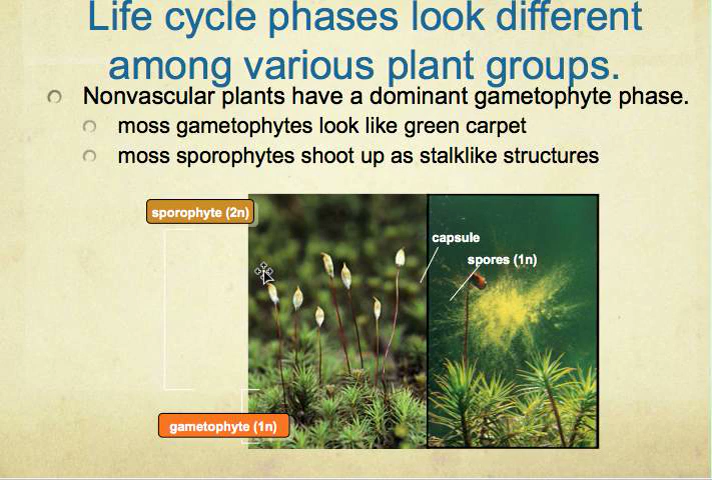 Life cycle phases look different
among various plant groups.
Nonvascular plants have a dominant gametophyte phase.
moss gametophytes look like green carpet
moss sporophytes shoot up as stalklike structures
sporophyte (2n)
capsule
spores (1n)
gametophyte (1n)